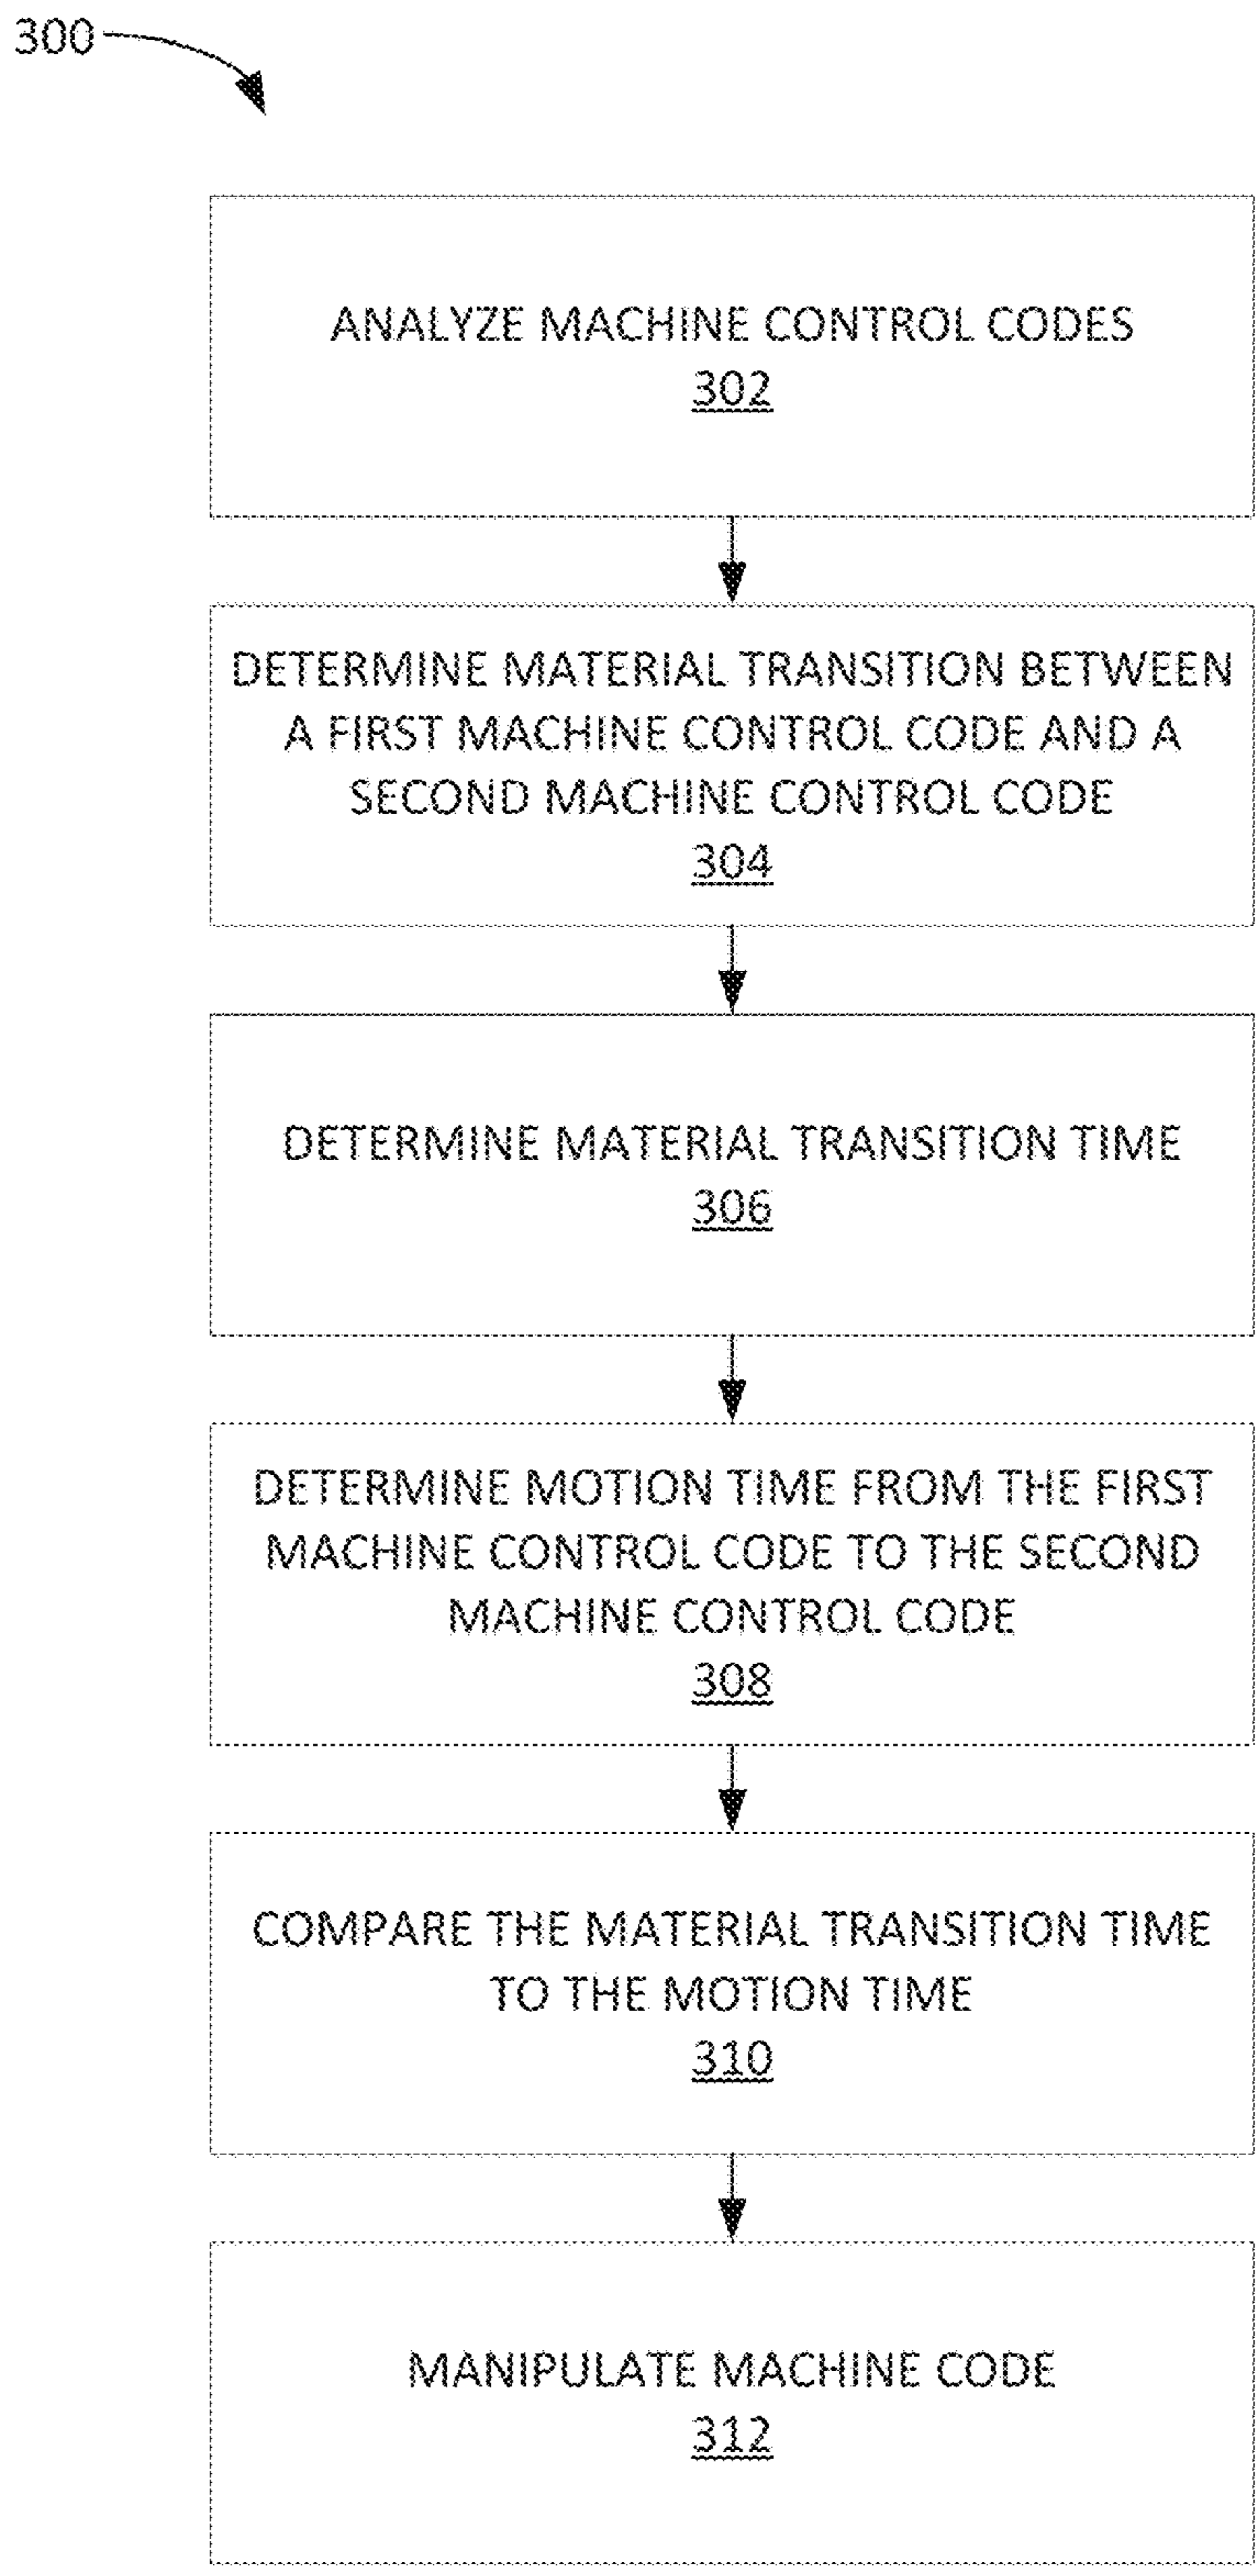 300
ANALYZE MACHINE CONTROL CODES
302
DETERMINE MATERIAL TRANSITION BETWEEN
A FIRST MACHINE CONTROL CODE AND A
SECOND MACHINE CONTROL CODE
304
DETERMINE MATERIAL TRANSITION TIME
306
DETERMINE MOTION TIME FROM THE FIRST
MACHINE CONTROL CODE TO THE SECOND
MACHINE CONTROL CODE
308
COMPARE THE MATERIAL TRANSITION TIME
TO THE MOTION TIME
310
MANIPULATE MACHINE CODE
312